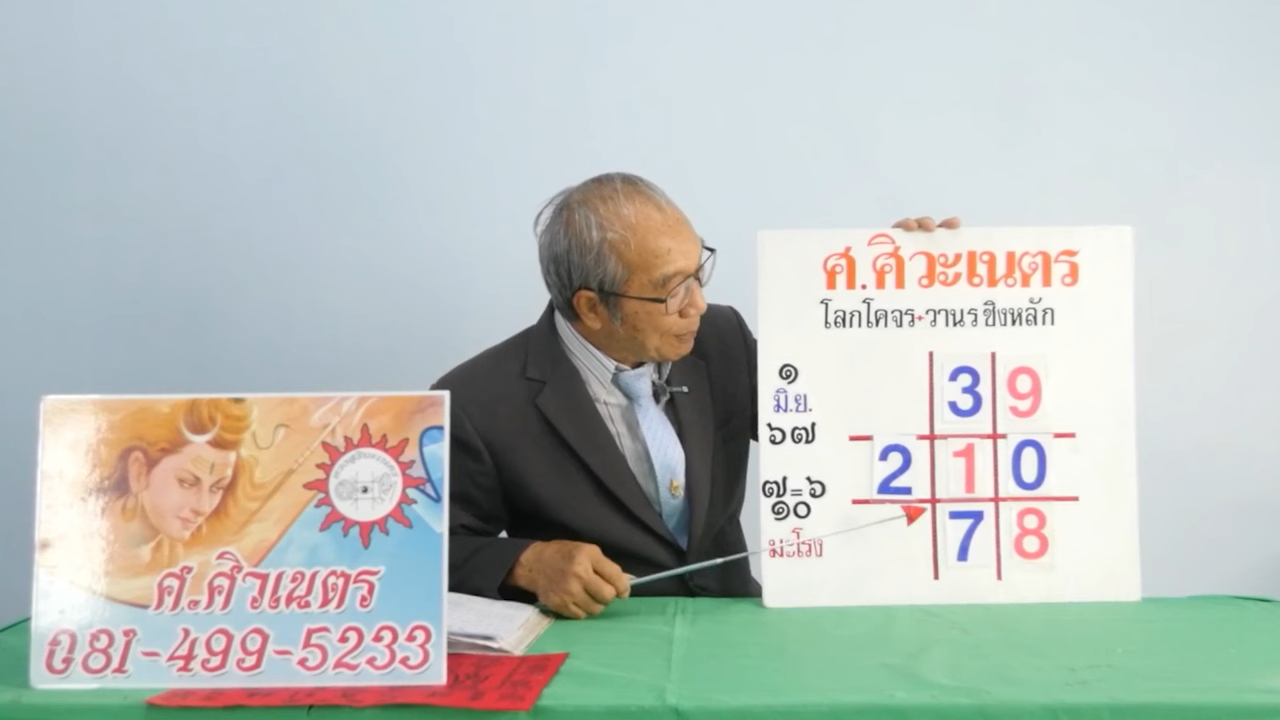 ศ.ศิวะเนตร
โลกโคจร+วานรชิงหลัก
๑
มิ.ย.
๖๗
๗=๖
๑๐
มะโรง
3 9
2 1 0
7 8
ศ.ศิวเนตร
081-499-5233